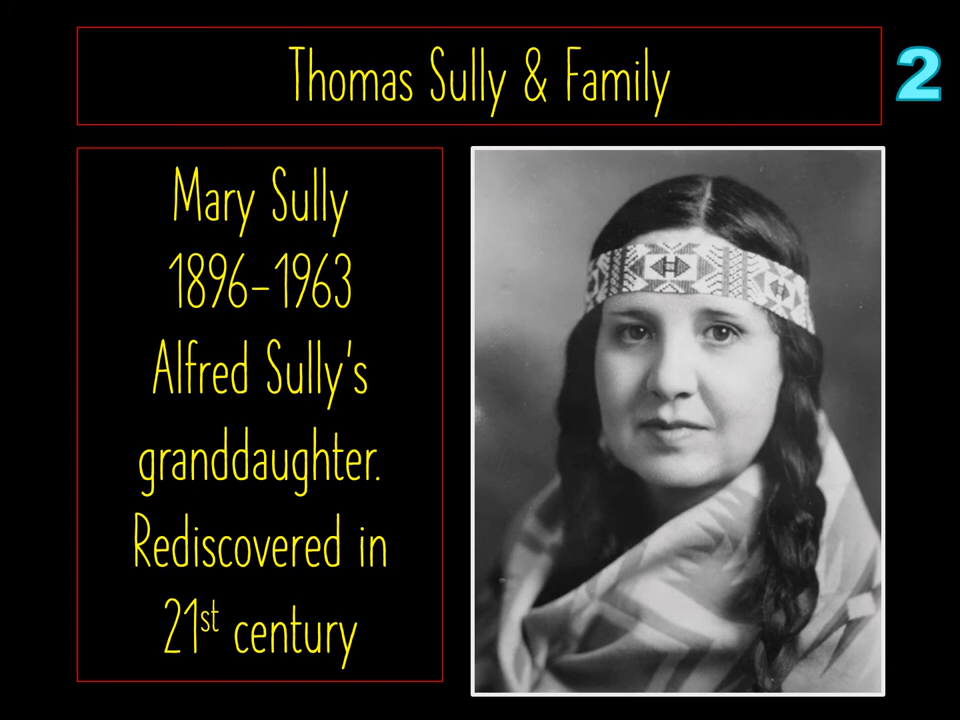 Thomas Sully & Family
2
Mary Sully
1896-1963
Alfred Sully's
granddaughter.
Rediscovered in
21st century